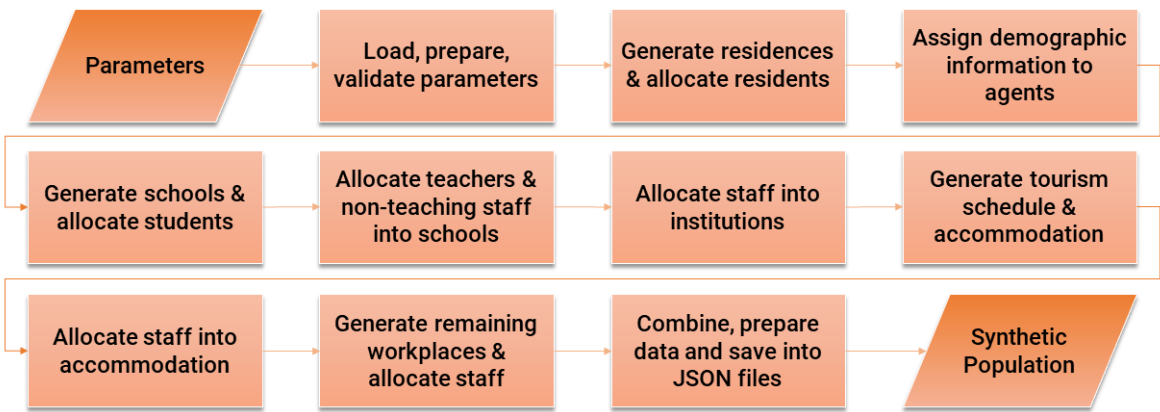 Parameters
Load, prepare,
validate parameters
Generate residences
& allocate residents
Assign demographic
information to
agents
Generate schools &
allocate students
Allocate teachers &
non-teaching staff
into schools
Allocate staff into
institutions
Generate tourism
schedule &
accommodation
Allocate staff into
accommodation
Generate remaining
workplaces &
allocate staff
Combine, prepare
data and save into
JSON files
Synthetic
Population